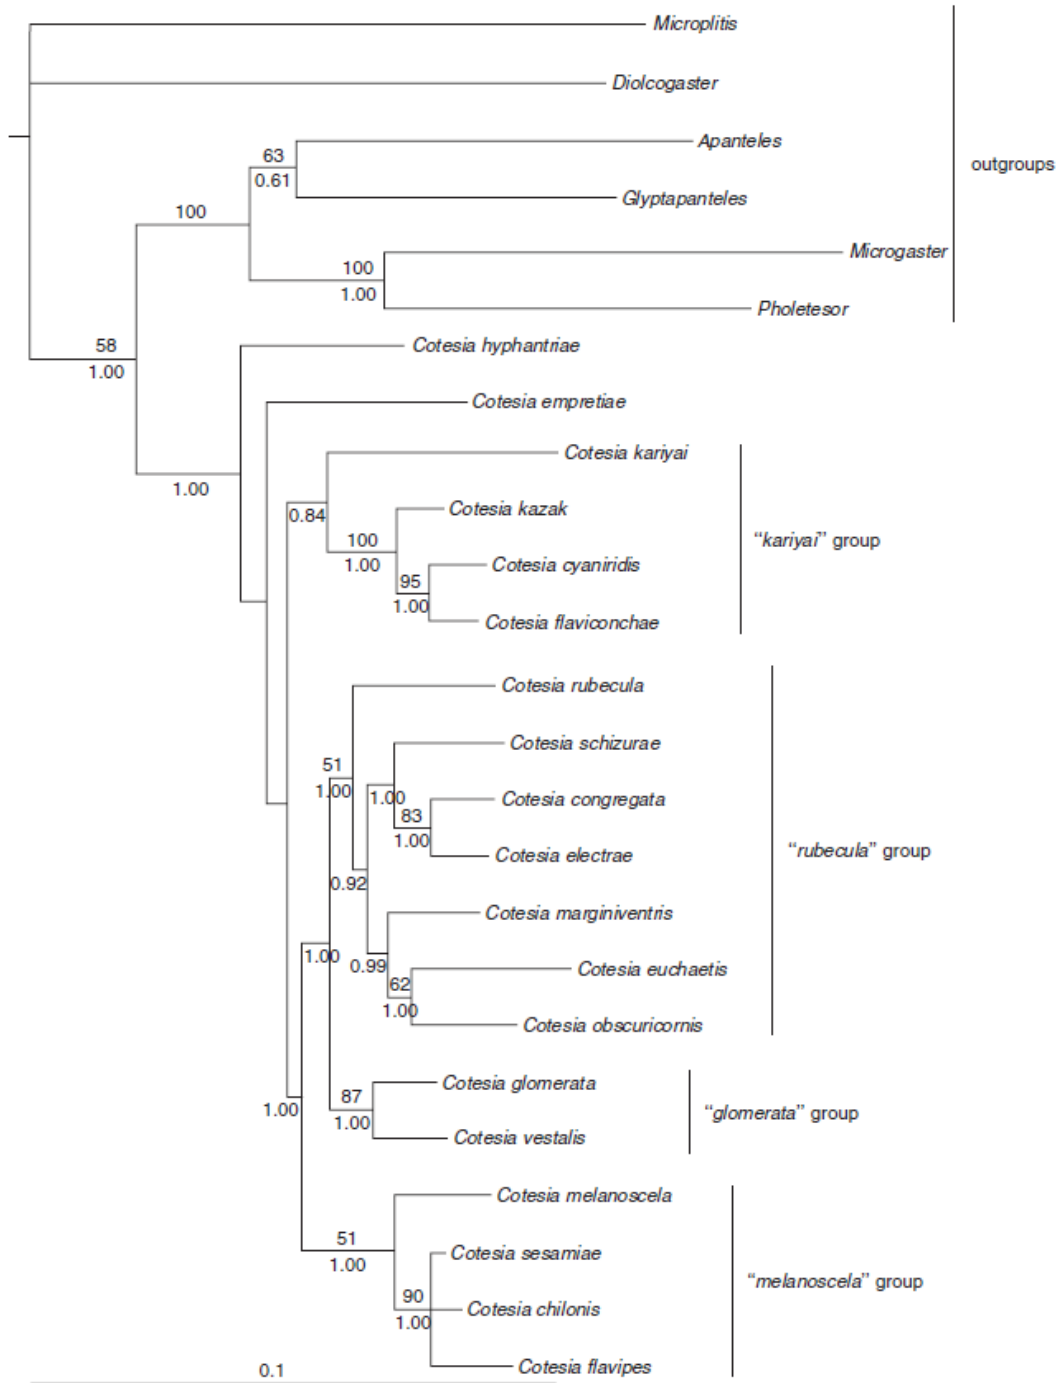 Microplitis
Diolcogaster
Apanteles
63
outgroups
0.61
Glyptapanteles
100
Microgaster
100
1.00
Pholetesor
58
Cotesia hyphantriae
1.00
Cotesia empretiae
Cotesia kariyai
1.00
Cotesia kazak
0.84
100
"kariyai" group
1.00
Cotesia cyaniridis
95
1.00
Cotesia flaviconchae
Cotesia rubecula
Cotesia schizurae
51
1.00
1.00
Cotesia congregata
83
1.00
Cotesia electrae
"rubecula" group
0.92
Cotesia marginiventris
1.00
0.99
Cotesia euchaetis
62
1.00
Cotesia obscuricornis
Cotesia glomerata
87
1.00
1.00
"glomerata" group
Cotesia vestalis
Cotesia melanoscela
51
1.00
Cotesia sesamiae
"melanoscela" group
90
Cotesia chilonis
1.00
Cotesia flavipes
0.1